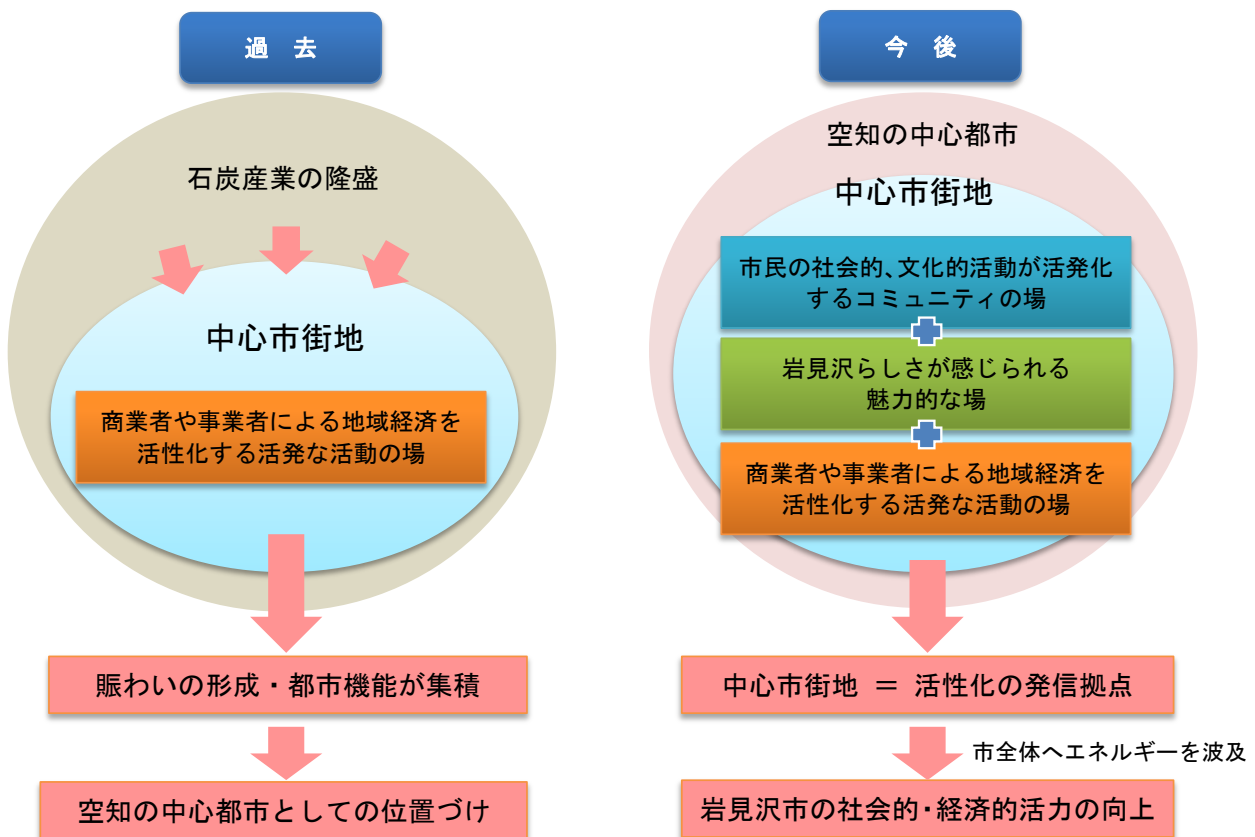 過 去
石炭産業の隆盛
中心市街地
商業者や事業者による地域経済を
活性化する活発な活動の場
賑わいの形成・都市機能が集積
空知の中心都市としての位置づけ
今 後
空知の中心都市
中心市街地
市民の社会的、文化的活動が活発化
するコミュニティの場
岩見沢らしさが感じられる
魅力的な場
商業者や事業者による地域経済を
活性化する活発な活動の場
中心市街地 = 活性化の発信拠点
市全体へエネルギーを波及
岩見沢市の社会的・経済的活力の向上